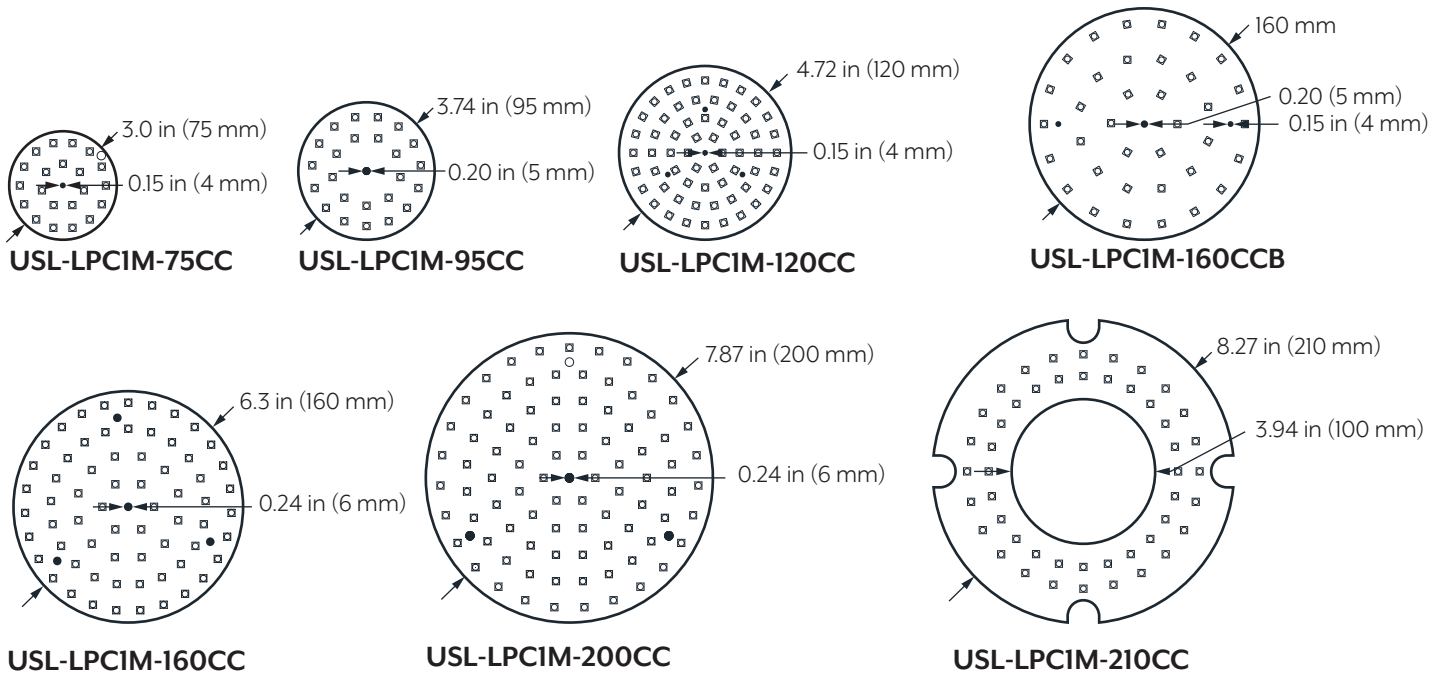 3.0 in (75 mm)
0.15 in (4 mm)
USL-LPC1M-75CC
3.74 in (95 mm)
0.20 in (5 mm)
USL-LPC1M-95CC
4.72 in (120 mm)
0.15 in (4 mm)
USL-LPC1M-120CC
160 mm
0.20 (5 mm)
0.15 in (4 mm)
USL-LPC1M-160CCB
6.3 in (160 mm)
0.24 in (6 mm)
USL-LPC1M-160CC
7.87 in (200 mm)
0.24 in (6 mm)
USL-LPC1M-200CC
8.27 in (210 mm)
3.94 in (100 mm)
USL-LPC1M-210CC